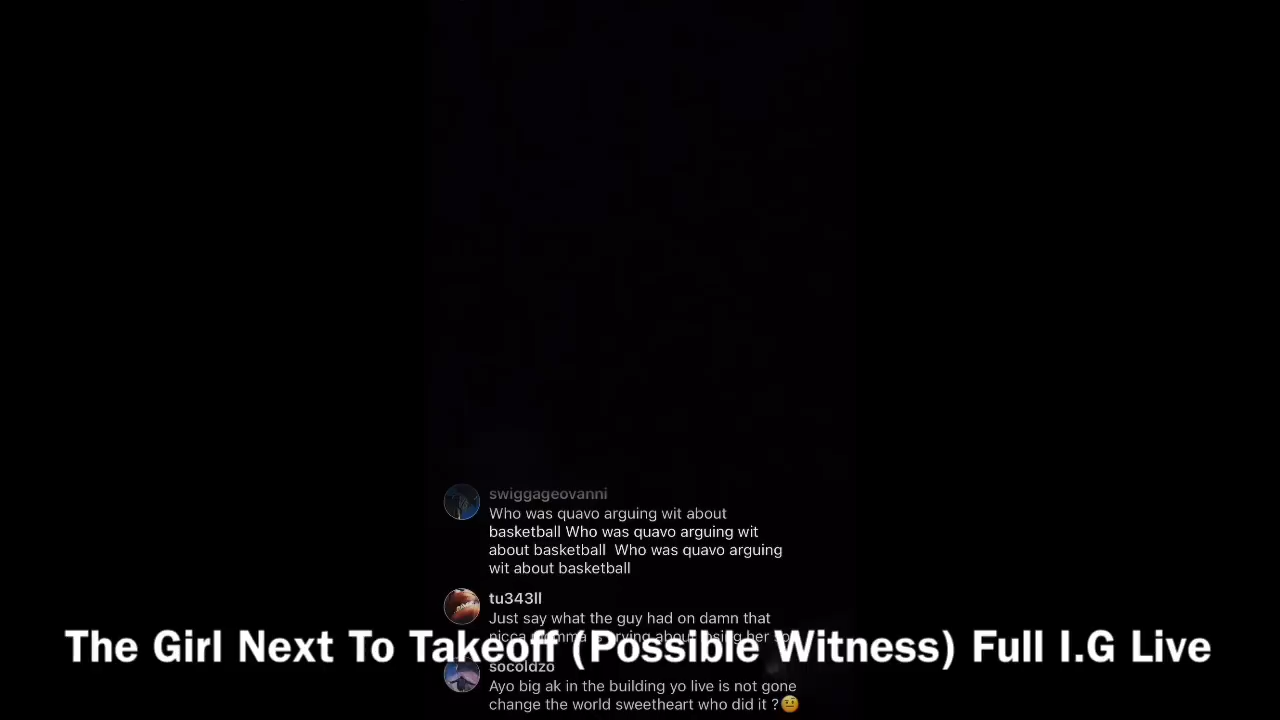 swiggageovanni
Who was quavo arguing wit about
basketball Who was quavo arguing wit
about basketball Who was quavo arguing
wit about basketball
tu343ll
Just say what the guy had on damn that
about her
The Girl Next To Takeoff (Possible Witness) Full I.G Live
socoldzo
Ayo big ak in the building yo live is not gone
change the world sweetheart who did it ?🤨